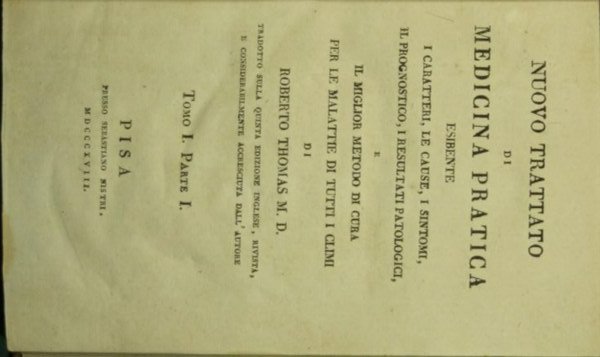 NUOVO TRATTATO
DI
MEDICINA PRATICA
ESIBENTE
I CARATTERI, LE CAUSE, I SINTOMI,
IL PROGNOSTICO, I RESULTATI PATOLOGICI,
E
IL MIGLIOR METODO DI CURA
PER LE MALATTIE DI TUTTI I CLIMI
DI
ROBERTO THOMAS M. D.
TRADOTTO SULLA QUINTA EDIZIONE INGLESE, RIVISTA,
E CONSIDERABILMENTE ACCRESCIUTA DALL' AUTORE
TOMO I. PARTE I.
PISA
PRESSO SEBASTIANO NISTRI,
MDCCCXVIII.